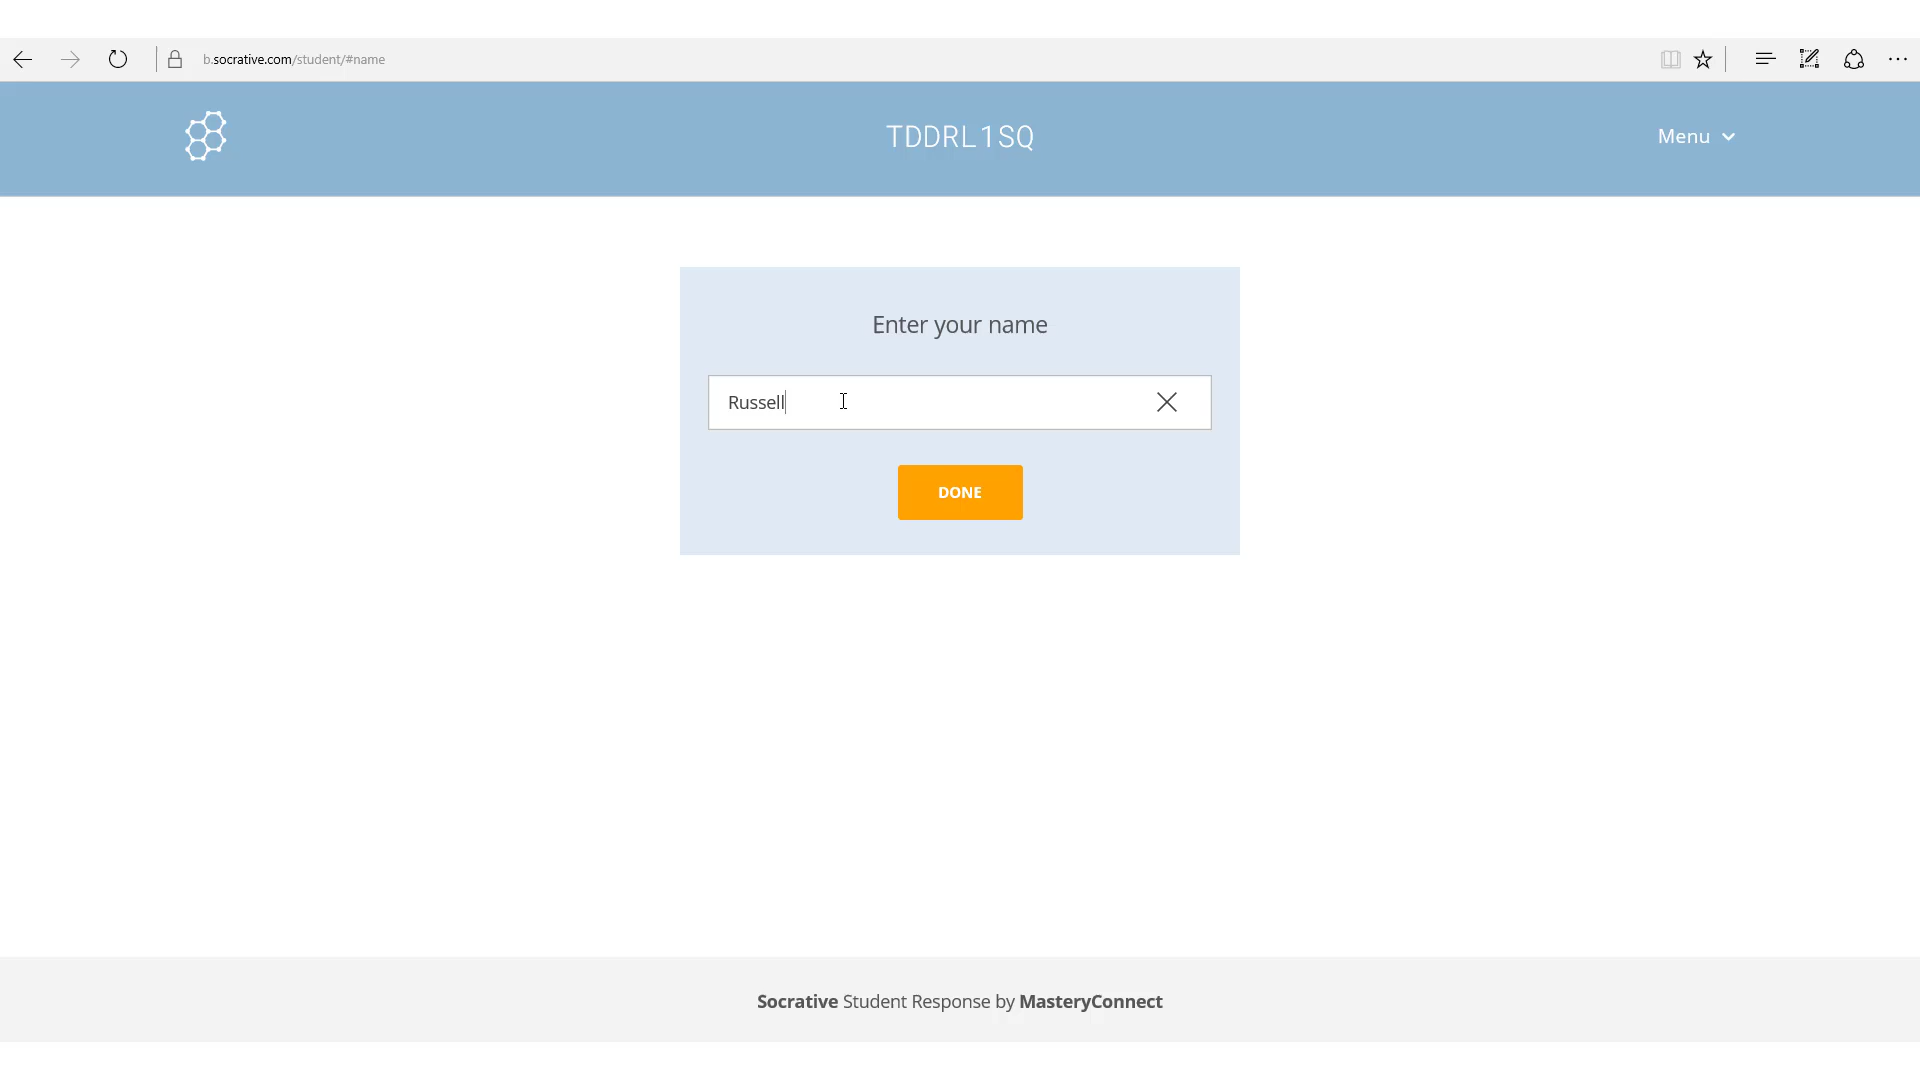 b.socrative.com/student/#name
TDDRL1SQ
Menu
Enter your name
Russell
DONE
Socrative Student Response by MasteryConnect